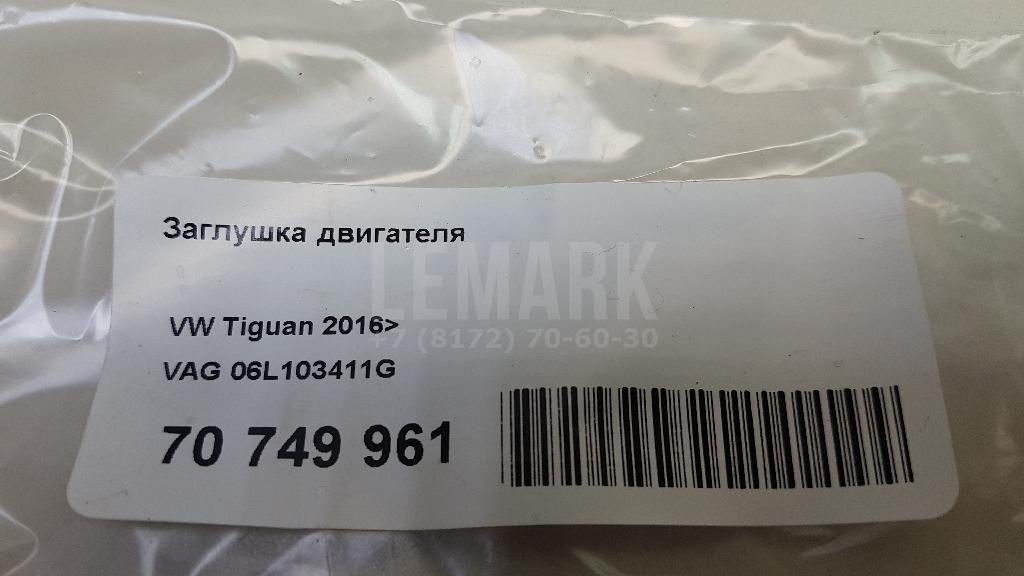 Заглушка двигателя
LEMARK
VW Tiguan 2016>
+7 (8172) 70-60-30
VAG 06L103411G
70 749 961